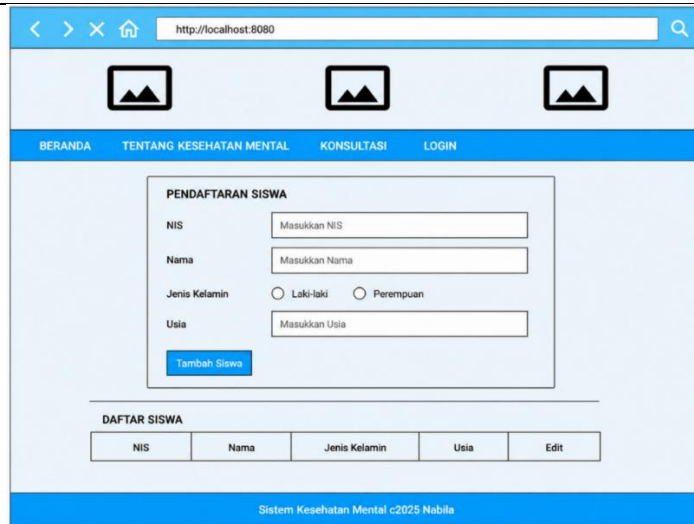 http://localhost:8080
BERANDA TENTANG KESEHATAN MENTAL KONSULTASI LOGIN
PENDAFTARAN SISWA
NIS Masukkan NIS
Nama Masukkan Nama
Jenis Kelamin Laki-laki Perempuan
Usia Masukkan Usia
Tambah Siswa
DAFTAR SISWA
NIS Nama Jenis Kelamin Usia Edit
Sistem Kesehatan Mental c2025 Nabila